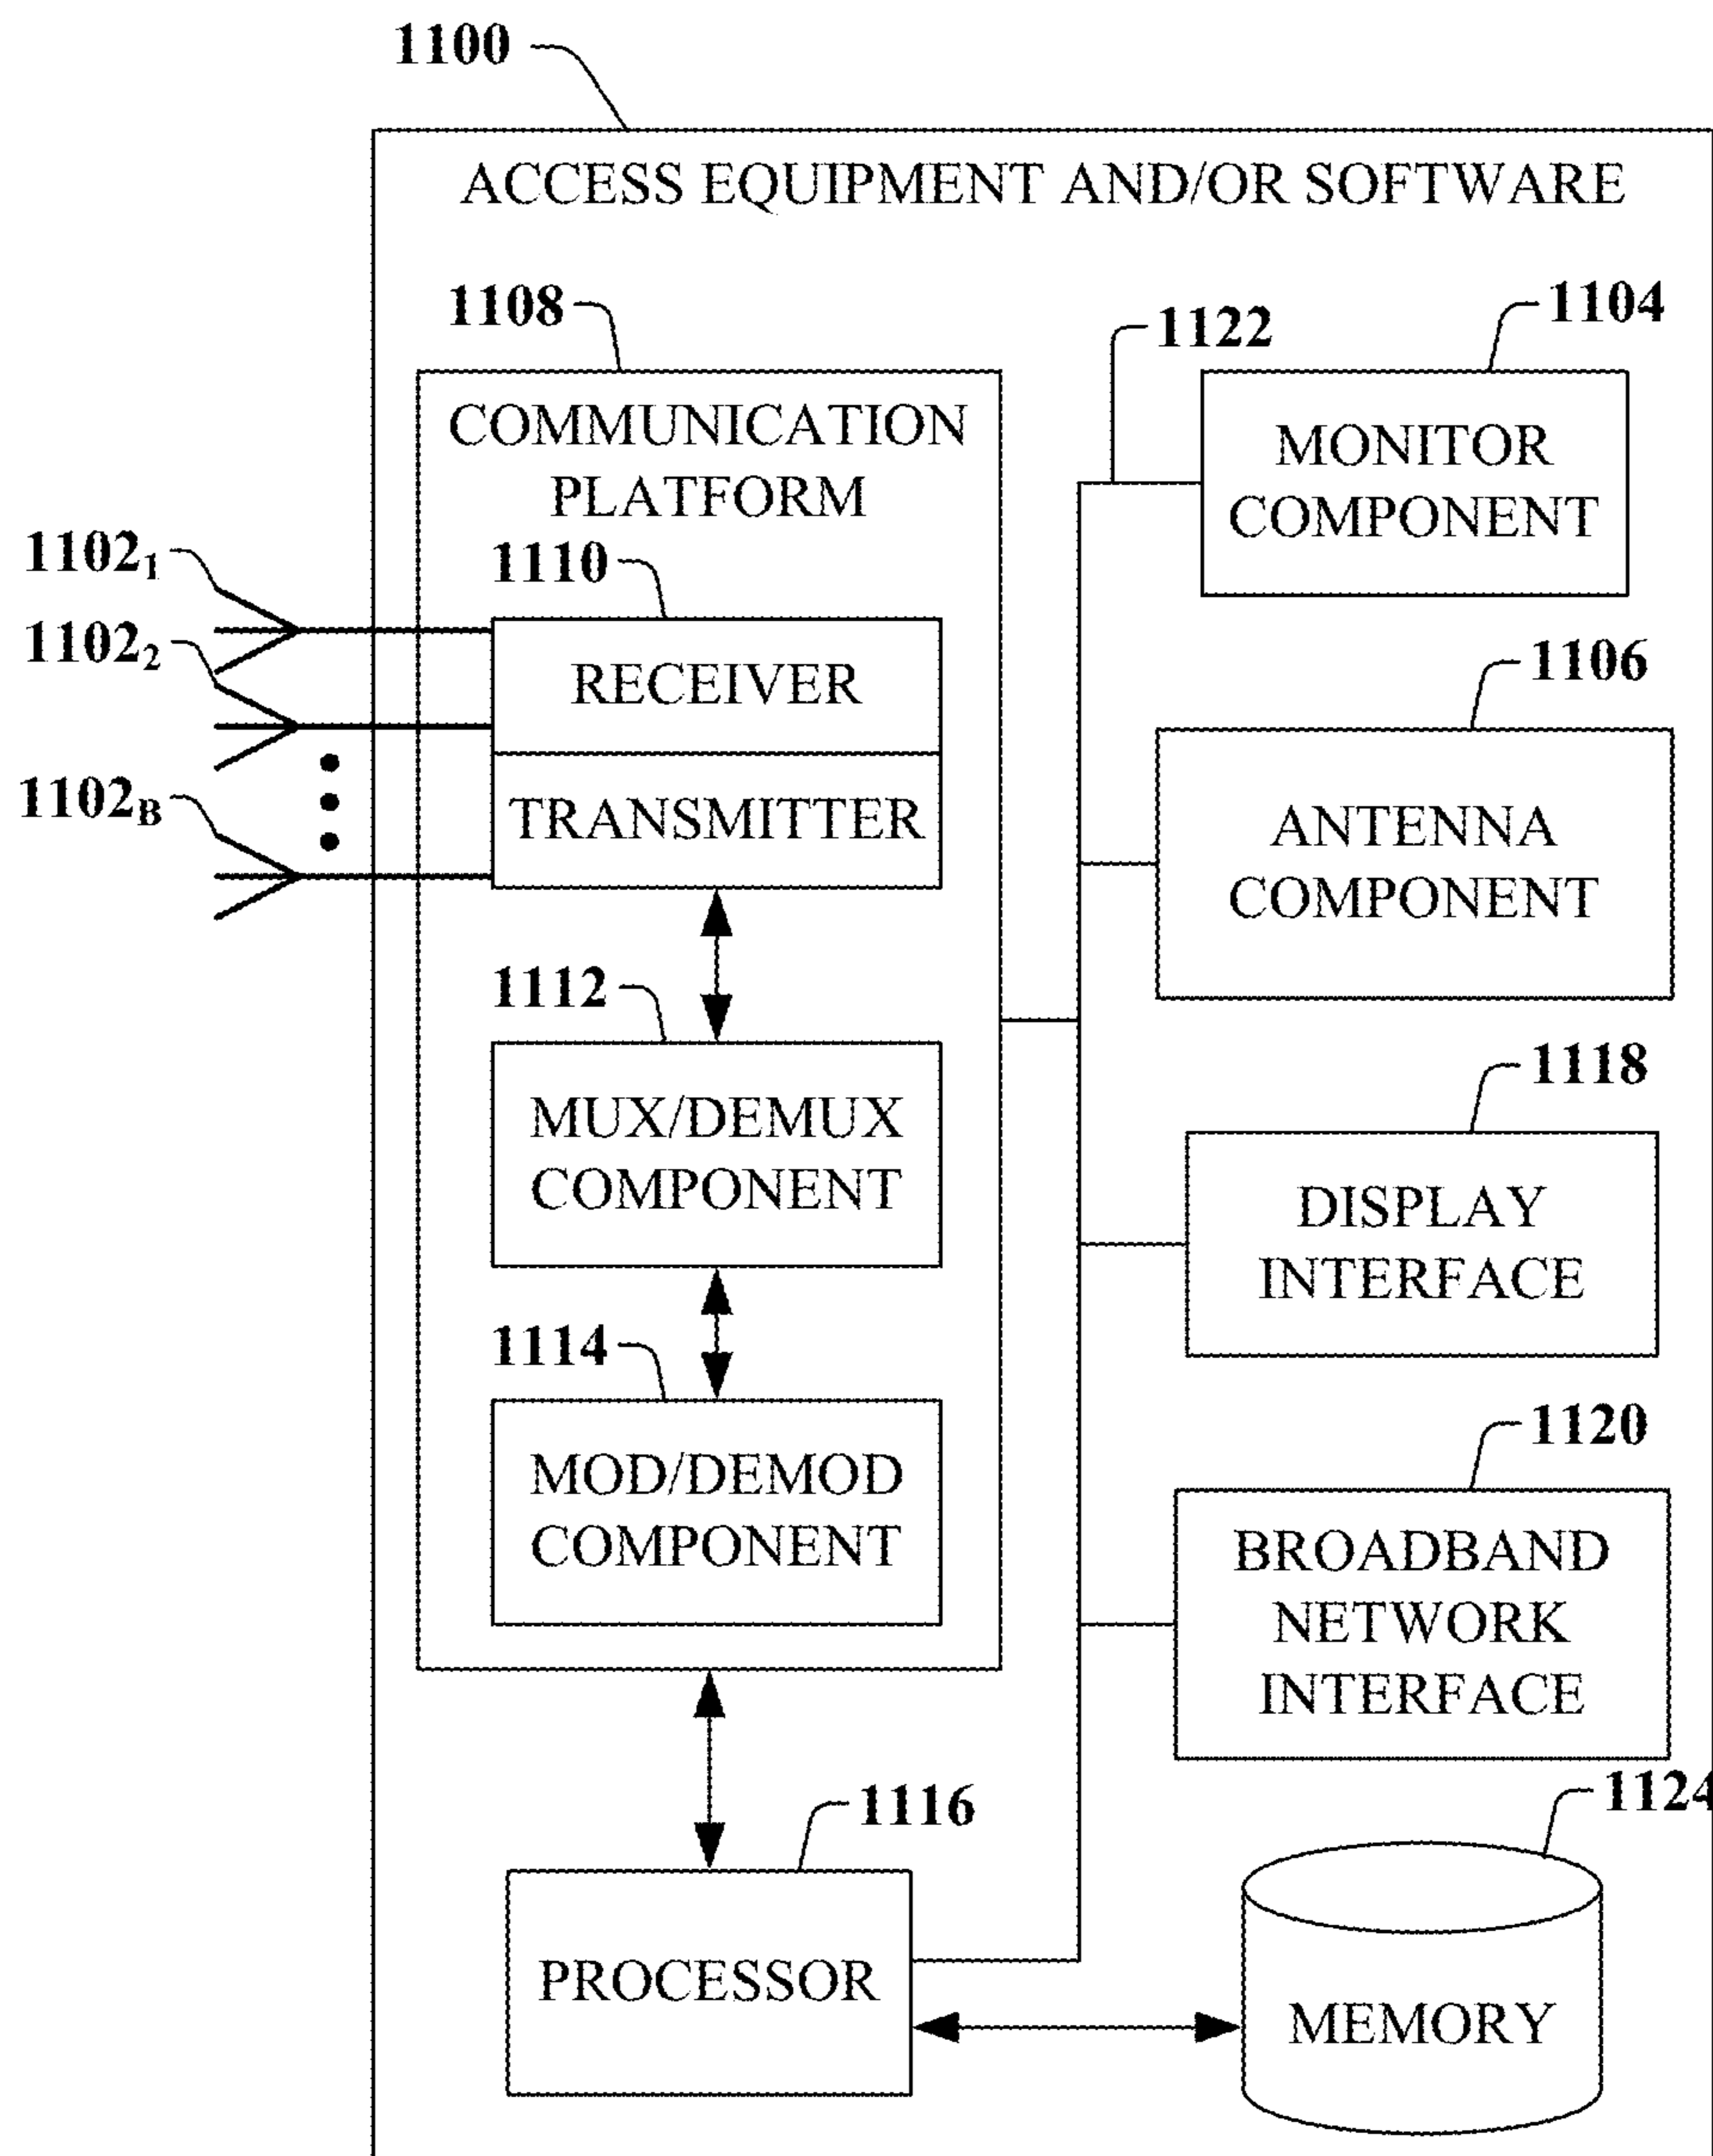 1100
ACCESS EQUIPMENT AND/OR SOFTWARE
1108
COMMUNICATION
PLATFORM
1102₁
1102₂
1102_B
1110
RECEIVER
TRANSMITTER
1112
MUX/DEMUX
COMPONENT
1114
MOD/DEMOD
COMPONENT
1116
PROCESSOR
1122
1104
MONITOR
COMPONENT
1106
ANTENNA
COMPONENT
1118
DISPLAY
INTERFACE
1120
BROADBAND
NETWORK
INTERFACE
1124
MEMORY